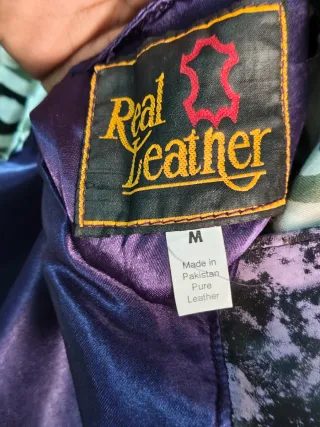 Real
Leather
M
Made in
Pakistan
Pure
Leather